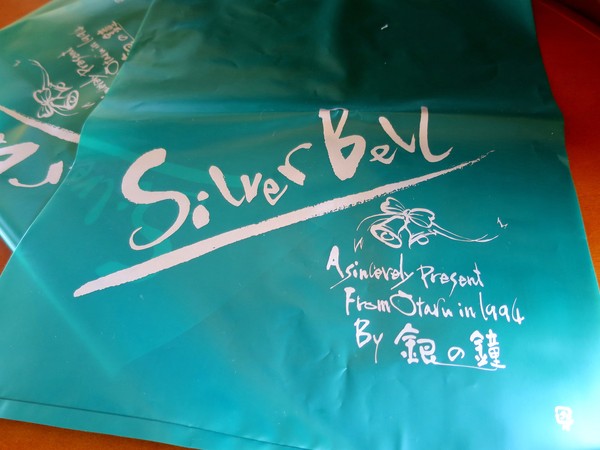 Silver Bell
A sincerely Present
From Otaru in 1994
By 銀の鐘